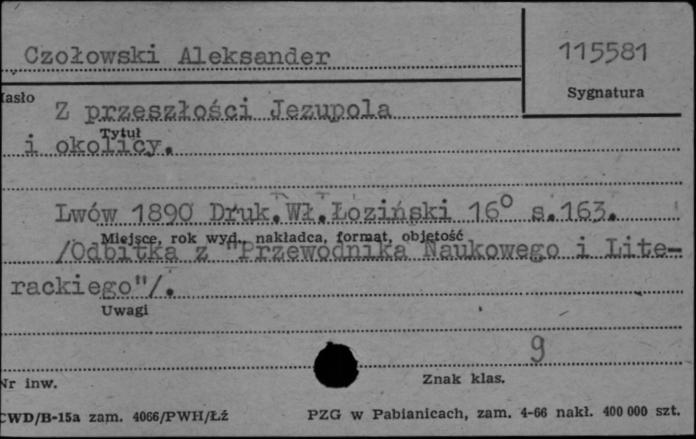 Czołowski Aleksander
115581
Hasło
Sygnatura
Z przeszłości Jezupola
Tytuł
i okolicy.
Lwów 1890 Druk.Wł.Łoziński 16° s.163.
Miejsce, rok wyd., nakładca, format, objętość
/Odbitka z "Przewodnika Naukowego i Lite-
rackiego"/.
Uwagi
9
Nr inw.
Znak klas.
CWD/B-15a zam. 4066/PWH/Łź
PZG w Pabianicach, zam. 4-66 nakł. 400 000 szt.